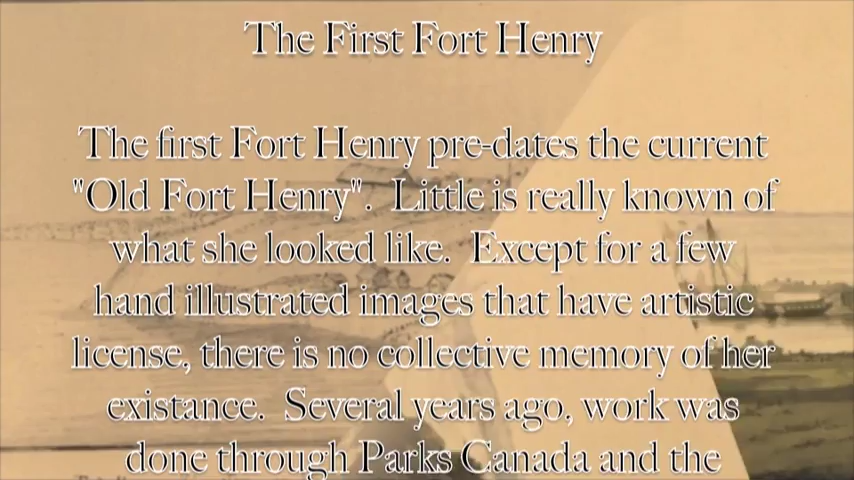 The First Fort Henry
The first Fort Henry pre-dates the current
"Old Fort Henry".  Little is really known of
what she looked like.  Except for a few
hand illustrated images that have artistic
license, there is no collective memory of her
existance.  Several years ago, work was
done through Parks Canada and the